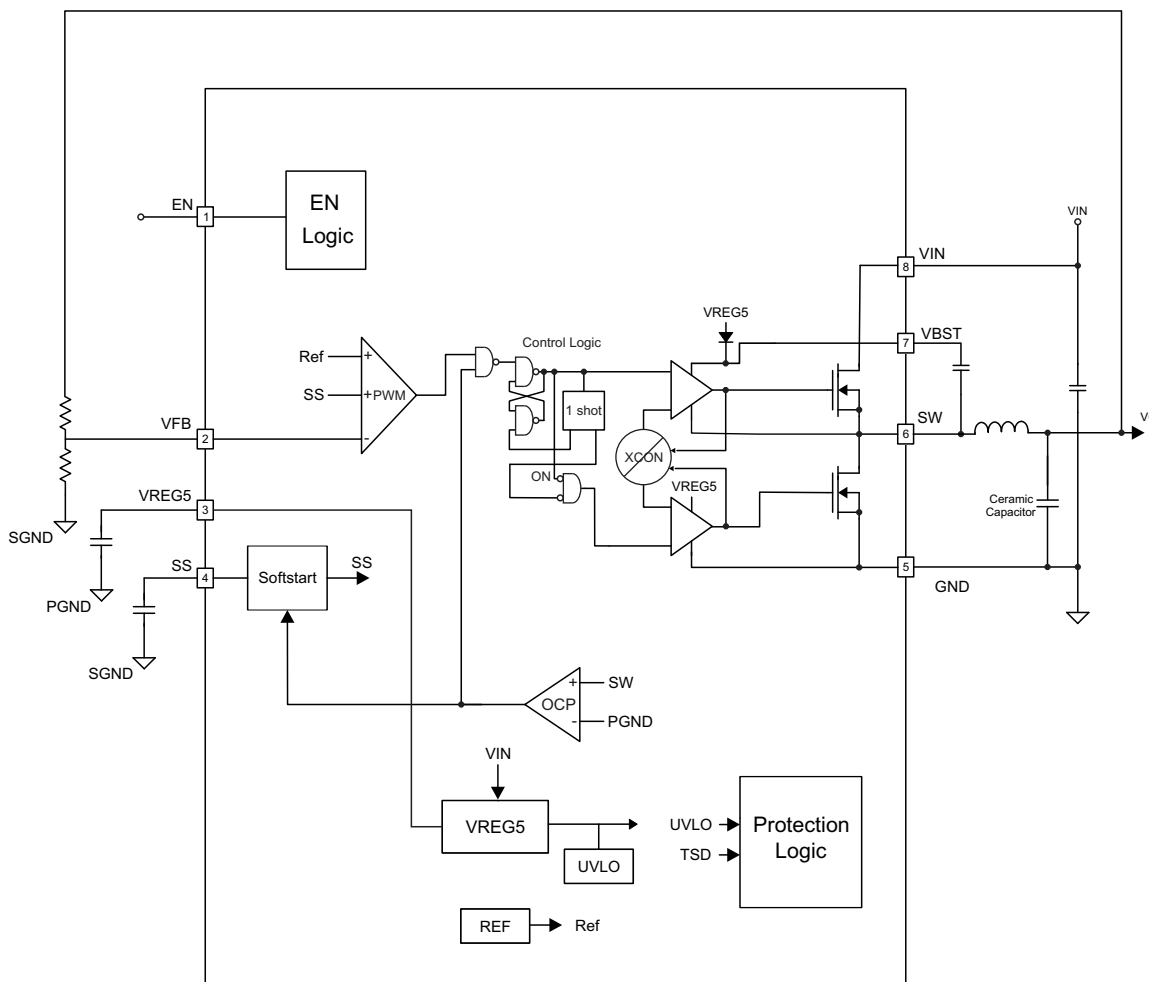 EN
1
EN
Logic
VIN
VIN
8
VREG5
VBST
7
Control Logic
Ref
+
SS
+
PWM
-
1 shot
VFB
2
SW
6
XCON
ON
VREG5
Ceramic
Capacitor
VREG5
3
SGND
SS
4
Softstart
SS
5
GND
PGND
SGND
+
SW
OCP
-
PGND
VIN
VREG5
UVLO
UVLO
TSD
Protection
Logic
REF
Ref